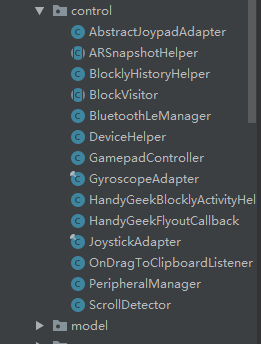 control
AbstractJoypadAdapter
ARSnapshotHelper
BlocklyHistoryHelper
BlockVisitor
BluetoothLeManager
DeviceHelper
GamepadController
GyroscopeAdapter
HandyGeekBlocklyActivityHel
HandyGeekFlyoutCallback
JoystickAdapter
OnDragToClipboardListener
PeripheralManager
ScrollDetector
model